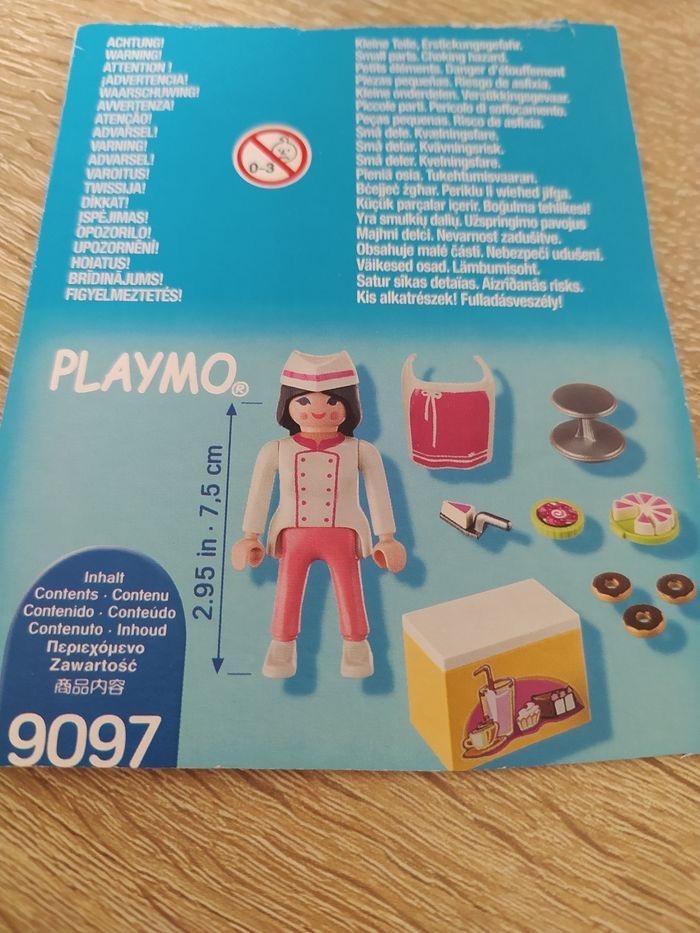 ACHTUNG!
WARNING!
ATTENTION !
¡ADVERTENCIA!
WAARSCHUWING!
AVVERTENZA!
ATENÇÃO!
ADVARSEL!
VARNING!
ADVARSEL!
VAROITUS!
TWISSIJA!
DİKKAT!
ĮSPĖJIMAS!
OPOZORILO!
UPOZORNĚNÍ!
HOIATUS!
BRĪDINĀJUMS!
FIGYELMEZTETÉS!
0-3
Kleine Teile, Erstickungsgefahr.
Small parts. Choking hazard.
Petits éléments. Danger d'étouffement
Piezas pequeñas. Riesgo de asfixia.
Kleine onderdelen. Verstikkingsgevaar.
Piccole parti. Pericolo di soffocamento.
Peças pequenas. Risco de asfixia.
Små dele. Kvælningsfare.
Små delar. Kvävningsrisk.
Små deler. Kvelningsfare.
Pieniä osia. Tukehtumisvaaran.
Bċejjeċ żgħar. Periklu li wieħed jifga.
Küçük parçalar içerir. Boğulma tehlikesi!
Yra smulkių dalių. Užspringimo pavojus
Majhni delci. Nevarnost zadušitve.
Obsahuje malé části. Nebezpečí udušení.
Väikesed osad. Lämbumisoht.
Satur sīkas detaļas. Aizrīšanās risks.
Kis alkatrészek! Fulladásveszély!
PLAYMO®
2.95 in · 7,5 cm
Inhalt
Contents · Contenu
Contenido · Conteúdo
Contenuto · Inhoud
Περιεχόμενο
Zawartość
商品内容
9097